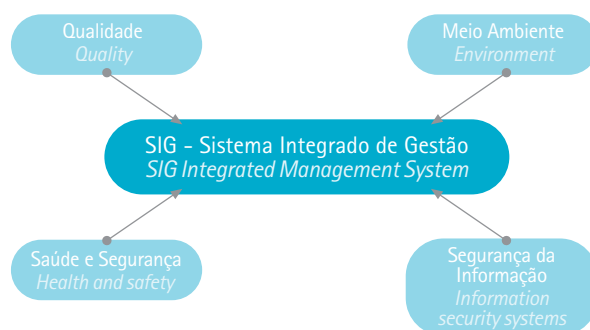 Qualidade
Quality
Meio Ambiente
Environment
SIG - Sistema Integrado de Gestão
SIG Integrated Management System
Saúde e Segurança
Health and safety
Segurança da
Informação
Information
security systems